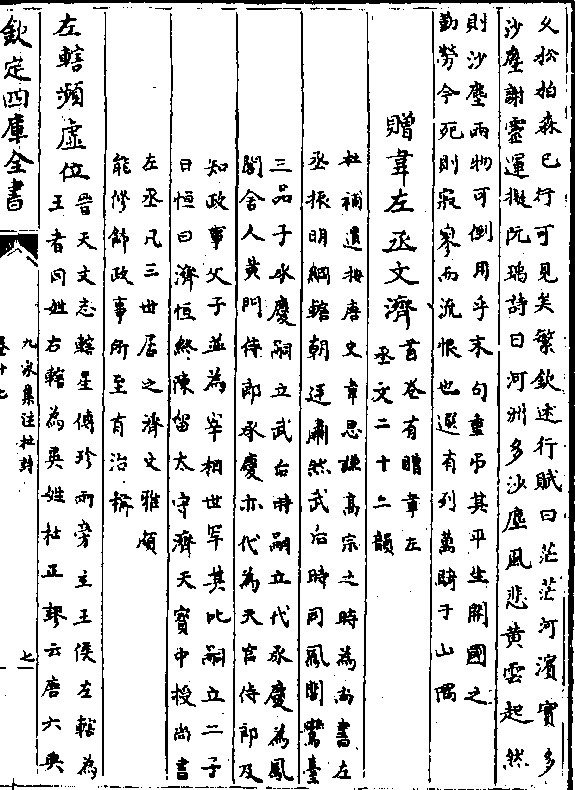 久松柏森已行可見矣繁欽述行賦曰茫茫河濱實多
沙塵謝靈運擬阮瑀詩曰河洲多沙塵風悲黃雲起然
則沙塵兩物可倒用乎末句重弔其平生開國之
勤勞今死則寂寥而流恨也選有列萬騎于山隅
贈韋左丞文濟
首卷有贈韋左
丞丈二十二韻
杜補遺按唐史韋思謙高宗之時為尚書左
丞振明綱轄朝廷肅然武后時同鳳閣鸞臺
三品子承慶嗣立武后時嗣立代承慶為鳳
閣舍人黃門侍郎承慶亦代為天官侍郎及
知政事父子並為宰相世罕其比嗣立二子
曰恒曰濟恒終陳留太守濟天寶中授尚書
左丞凡三世居之濟文雅頗
能修飾政事所至有治稱
左轄頻虛位
晉天文志轄星傅珍兩旁主王侯左轄為
王者同姓右轄為異姓杜正謬云唐六典
欽定四庫全書
九家集注杜詩
卷十七
七